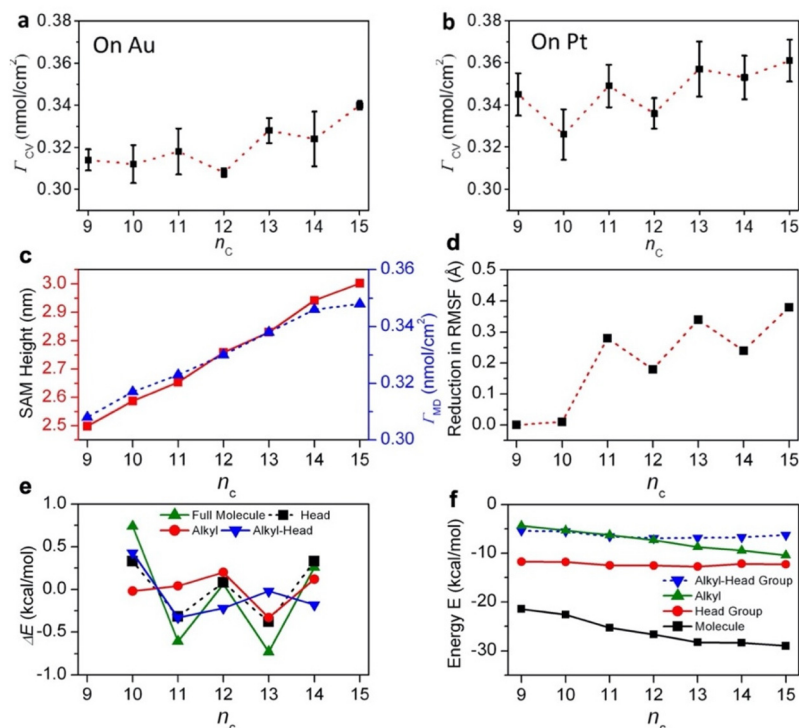 a
On Au
Γ_CV (nmol/cm²)
0.38
0.36
0.34
0.32
0.30
9 10 11 12 13 14 15
n_C
b
On Pt
Γ_CV (nmol/cm²)
0.38
0.36
0.34
0.32
0.30
9 10 11 12 13 14 15
n_C
c
SAM Height (nm)
3.0
2.9
2.8
2.7
2.6
2.5
0.36
0.34
0.32
0.30
Γ_MD (nmol/cm²)
9 10 11 12 13 14 15
n_c
d
Reduction in RMSF (Å)
0.5
0.4
0.3
0.2
0.1
0.0
9 10 11 12 13 14 15
n_c
e
ΔE (kcal/mol)
1.0
0.5
0.0
-0.5
-1.0
Full Molecule Head
Alkyl Alkyl-Head
9 10 11 12 13 14 15
n_c
f
Energy E (kcal/mol)
0
-10
-20
-30
Alkyl-Head Group
Alkyl
Head Group
Molecule
9 10 11 12 13 14 15
n_c